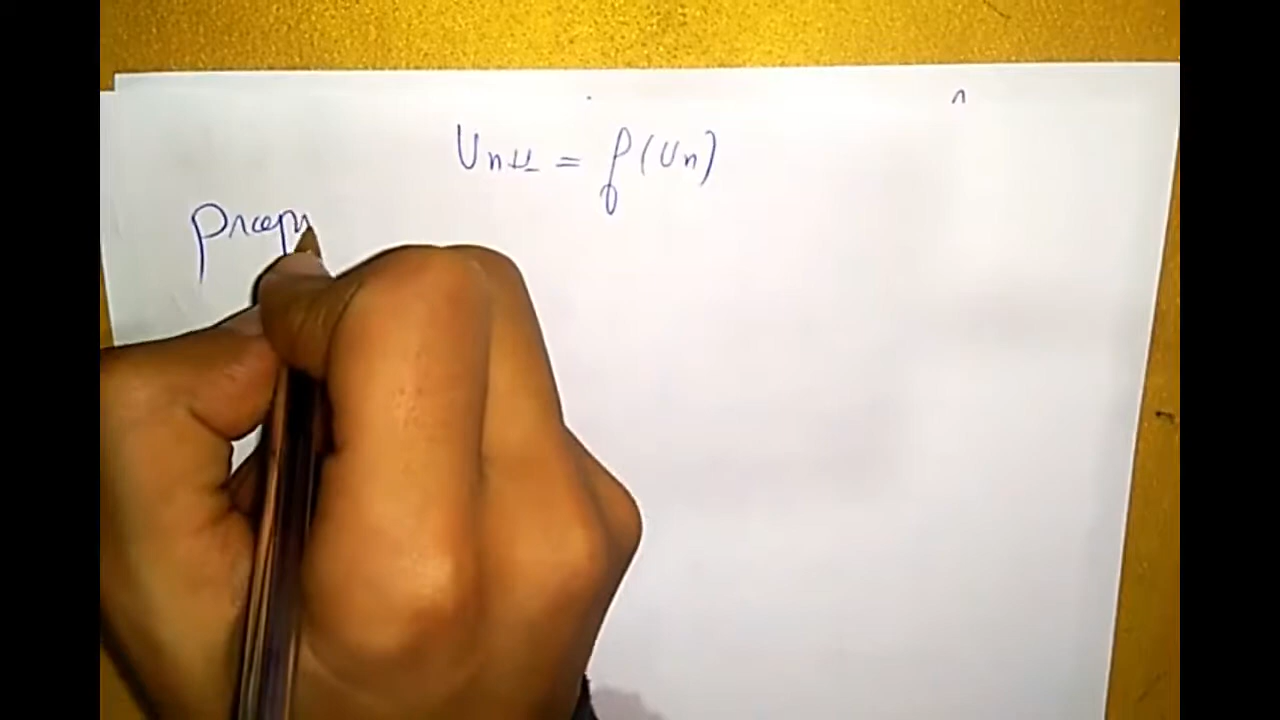 Un+1 = f(Un)
Prop